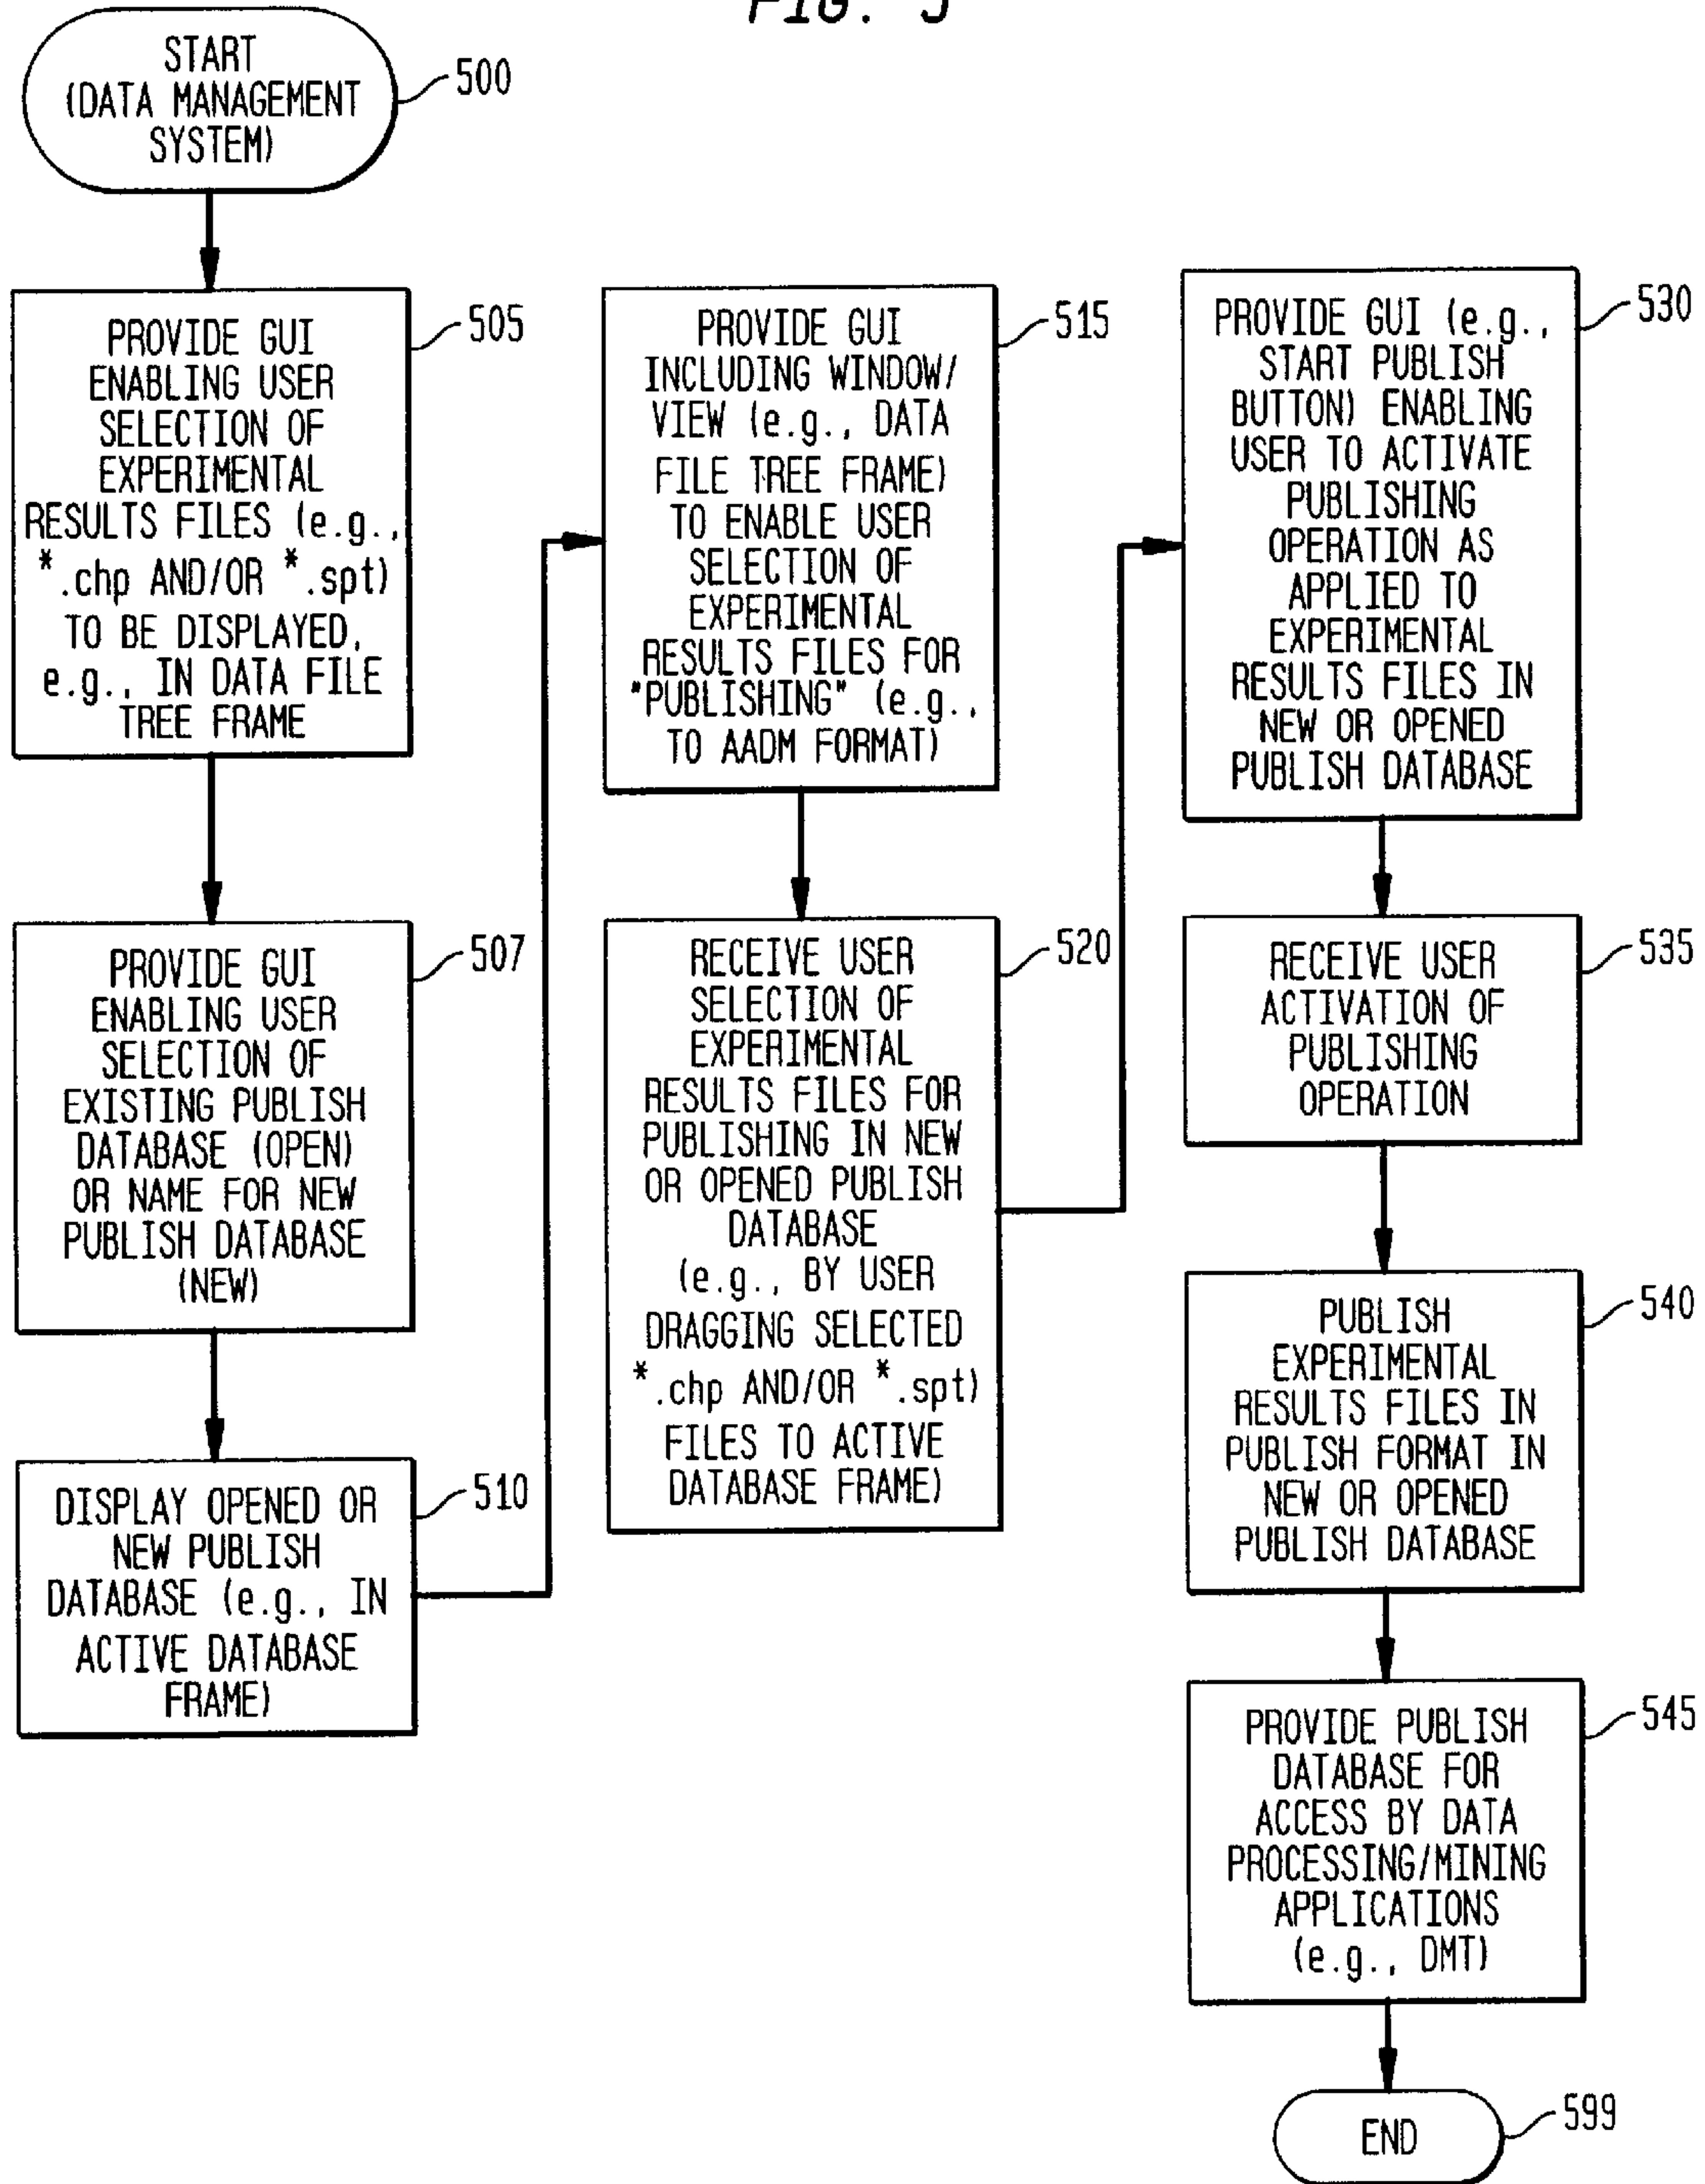 FIG. 5
START
(DATA MANAGEMENT
SYSTEM)
500
PROVIDE GUI
ENABLING USER
SELECTION OF
EXPERIMENTAL
RESULTS FILES (e.g.,
*.chp AND/OR *.spt)
TO BE DISPLAYED,
e.g., IN DATA FILE
TREE FRAME
505
PROVIDE GUI
ENABLING USER
SELECTION OF
EXISTING PUBLISH
DATABASE (OPEN)
OR NAME FOR NEW
PUBLISH DATABASE
(NEW)
507
DISPLAY OPENED OR
NEW PUBLISH
DATABASE (e.g., IN
ACTIVE DATABASE
FRAME)
510
PROVIDE GUI
INCLUDING WINDOW/
VIEW (e.g., DATA
FILE TREE FRAME)
TO ENABLE USER
SELECTION OF
EXPERIMENTAL
RESULTS FILES FOR
"PUBLISHING" (e.g.,
TO AADM FORMAT)
515
RECEIVE USER
SELECTION OF
EXPERIMENTAL
RESULTS FILES FOR
PUBLISHING IN NEW
OR OPENED PUBLISH
DATABASE
(e.g., BY USER
DRAGGING SELECTED
*.chp AND/OR *.spt)
FILES TO ACTIVE
DATABASE FRAME)
520
PROVIDE GUI (e.g.,
START PUBLISH
BUTTON) ENABLING
USER TO ACTIVATE
PUBLISHING
OPERATION AS
APPLIED TO
EXPERIMENTAL
RESULTS FILES IN
NEW OR OPENED
PUBLISH DATABASE
530
RECEIVE USER
ACTIVATION OF
PUBLISHING
OPERATION
535
PUBLISH
EXPERIMENTAL
RESULTS FILES IN
PUBLISH FORMAT IN
NEW OR OPENED
PUBLISH DATABASE
540
PROVIDE PUBLISH
DATABASE FOR
ACCESS BY DATA
PROCESSING/MINING
APPLICATIONS
(e.g., DMT)
545
END
599